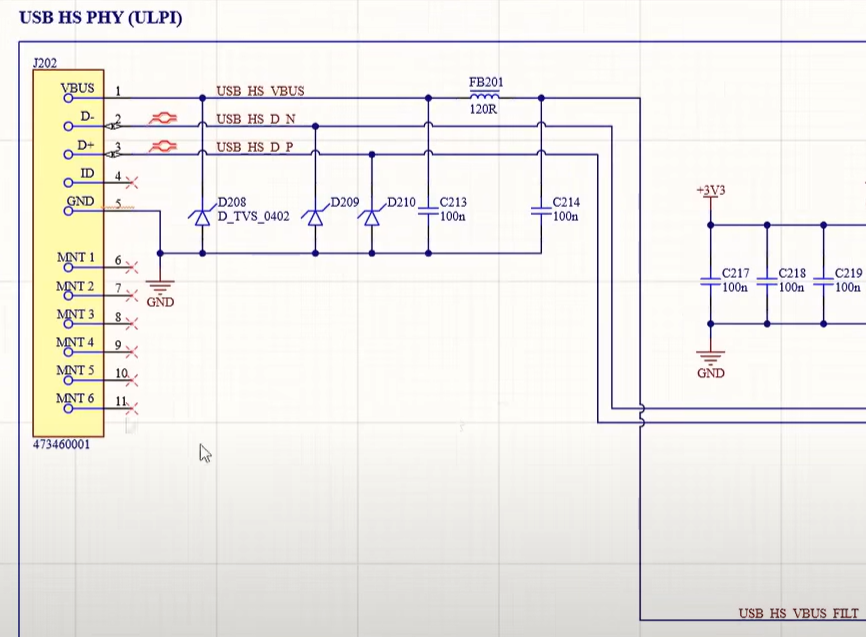 USB HS PHY (ULPI)
J202
VBUS 1
D- 2
D+ 3
ID 4
GND 5
MNT 1 6
MNT 2 7
MNT 3 8
MNT 4 9
MNT 5 10
MNT 6 11
473460001
USB_HS_VBUS
USB_HS_D_N
USB_HS_D_P
FB201
120R
D208
D_TVS_0402
D209
D210
C213
100n
C214
100n
GND
+3V3
C217
100n
C218
100n
C219
100n
GND
USB_HS_VBUS_FILT